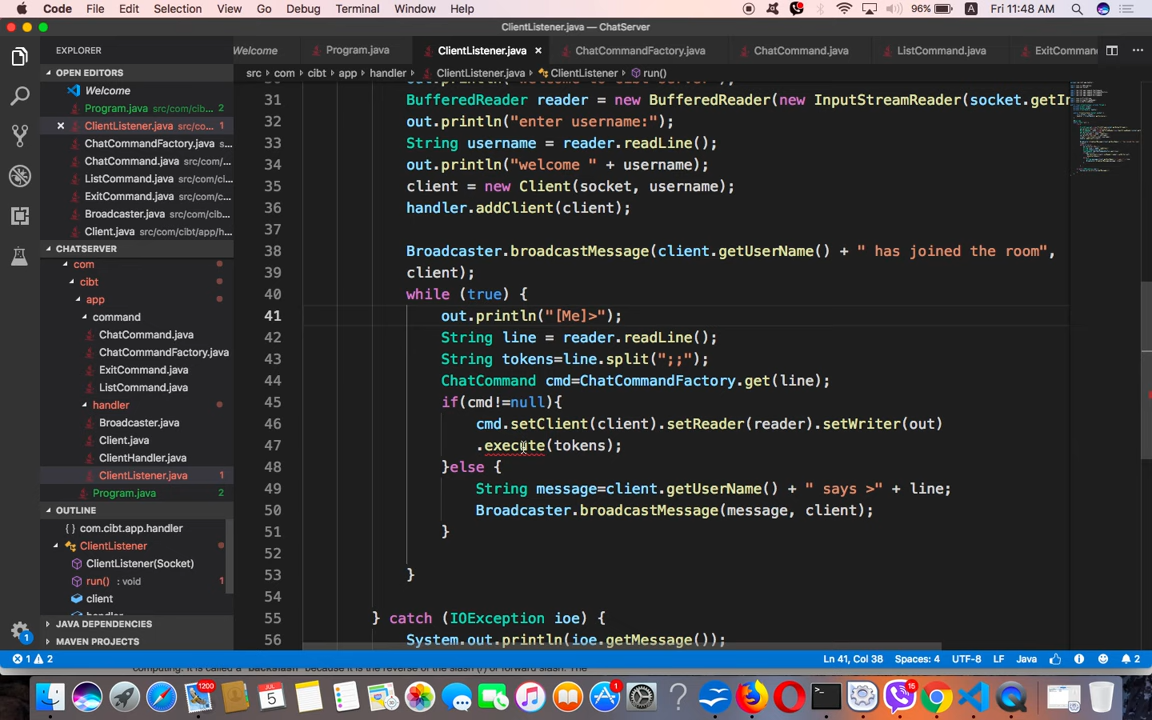 Code File Edit Selection View Go Debug Terminal Window Help 96% Fri 11:48 AM
ClientListener.java — ChatServer
EXPLORER
Welcome Program.java ClientListener.java × ChatCommandFactory.java ChatCommand.java ListCommand.java ExitCommand
src › com › cibt › app › handler › ClientListener.java › ClientListener › run()
OPEN EDITORS
Welcome
Program.java src/com/cib... 2
× ClientListener.java src/co... 1
ChatCommandFactory.java
ChatCommand.java src/com/...
ListCommand.java src/com/...
ExitCommand.java src/com/...
Broadcaster.java src/com/cib...
Client.java src/com/cibt/app/h...
CHATSERVER
com
cibt
app
command
ChatCommand.java
ChatCommandFactory.java
ExitCommand.java
ListCommand.java
handler
Broadcaster.java
Client.java
ClientHandler.java
ClientListener.java 1
Program.java 2
OUTLINE
{} com.cibt.app.handler
ClientListener
ClientListener(Socket)
run() : void 1
client
JAVA DEPENDENCIES
MAVEN PROJECTS
31 BufferedReader reader = new BufferedReader(new InputStreamReader(socket.getIn
32 out.println("enter username:");
33 String username = reader.readLine();
34 out.println("welcome " + username);
35 client = new Client(socket, username);
36 handler.addClient(client);
37
38 Broadcaster.broadcastMessage(client.getUserName() + " has joined the room",
39 client);
40 while (true) {
41 out.println("[Me]>");
42 String line = reader.readLine();
43 String tokens=line.split(";;");
44 ChatCommand cmd=ChatCommandFactory.get(line);
45 if(cmd!=null){
46 cmd.setClient(client).setReader(reader).setWriter(out)
47 .execute(tokens);
48 }else {
49 String message=client.getUserName() + " says >" + line;
50 Broadcaster.broadcastMessage(message, client);
51 }
52
53 }
54
55 } catch (IOException ioe) {
56 System.out.println(ioe.getMessage());
1 2 Ln 41, Col 38 Spaces: 4 UTF-8 LF Java 2